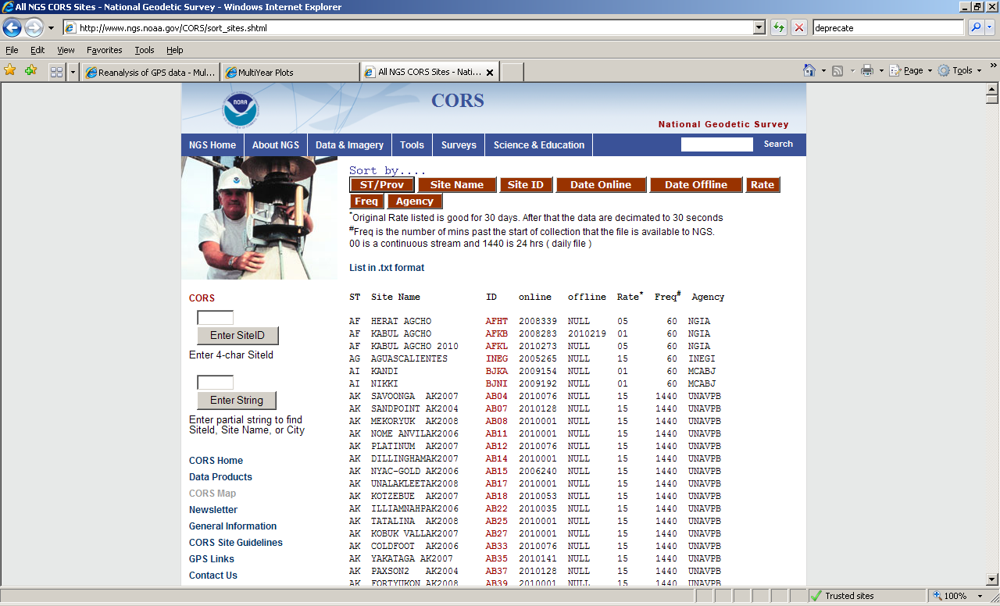 All NGS CORS Sites - National Geodetic Survey - Windows Internet Explorer
http://www.ngs.noaa.gov/CORS/sort_sites.shtml
deprecate
File Edit View Favorites Tools Help
Reanalysis of GPS data - Mul... MultiYear Plots All NGS CORS Sites - Nati... Page Tools
NOAA
CORS
National Geodetic Survey
NGS Home About NGS Data & Imagery Tools Surveys Science & Education Search
Sort by....
ST/Prov Site Name Site ID Date Online Date Offline Rate
Freq Agency
*Original Rate listed is good for 30 days. After that the data are decimated to 30 seconds
#Freq is the number of mins past the start of collection that the file is available to NGS.
00 is a continuous stream and 1440 is 24 hrs ( daily file )
List in .txt format
CORS
Enter SiteID
Enter 4-char SiteId
Enter String
Enter partial string to find
SiteId, Site Name, or City
CORS Home
Data Products
CORS Map
Newsletter
General Information
CORS Site Guidelines
GPS Links
Contact Us
ST Site Name ID online offline Rate* Freq# Agency
AF HERAT AGCHO AFHT 2008339 NULL 05 60 NGIA
AF KABUL AGCHO AFKB 2008283 2010219 01 60 NGIA
AF KABUL AGCHO 2010 AFKL 2010273 NULL 05 60 NGIA
AG AGUASCALIENTES INEG 2005265 NULL 15 60 INEGI
AI KANDI BJKA 2009154 NULL 01 60 MCABJ
AI NIKKI BJNI 2009192 NULL 01 60 MCABJ
AK SAVOONGA AK2007 AB04 2010076 NULL 15 1440 UNAVPB
AK SANDPOINT AK2004 AB07 2010128 NULL 15 1440 UNAVPB
AK MEKORYUK AK2008 AB08 2010001 NULL 15 1440 UNAVPB
AK NOME ANVILAK2006 AB11 2010001 NULL 15 1440 UNAVPB
AK PLATINUM AK2007 AB12 2010076 NULL 15 1440 UNAVPB
AK DILLINGHAMAK2007 AB14 2010001 NULL 15 1440 UNAVPB
AK NYAC-GOLD AK2006 AB15 2006240 NULL 15 1440 UNAVPB
AK UNALAKLEETAK2008 AB17 2010001 NULL 15 1440 UNAVPB
AK KOTZEBUE AK2007 AB18 2010053 NULL 15 1440 UNAVPB
AK ILLIAMNAHPAK2006 AB22 2010035 NULL 15 1440 UNAVPB
AK TATALINA AK2008 AB25 2010001 NULL 15 1440 UNAVPB
AK KOBUK VALLAK2007 AB27 2010001 NULL 15 1440 UNAVPB
AK COLDFOOT AK2006 AB33 2010076 NULL 15 1440 UNAVPB
AK YAKATAGA AK2007 AB35 2010141 NULL 15 1440 UNAVPB
AK PAXSON2 AK2004 AB37 2010128 NULL 15 1440 UNAVPB
AK FORTYUKON AK2008 AB39 2010001 NULL 15 1440 UNAVPB
Trusted sites 100%